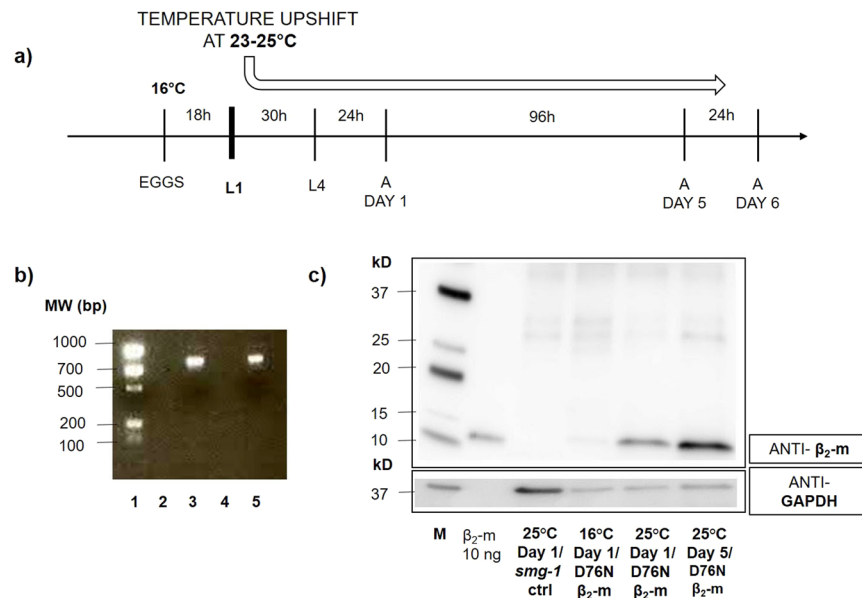 TEMPERATURE UPSHIFT
AT 23-25°C
a)
16°C
18h
30h
24h
96h
24h
EGGS
L1
L4
A
DAY 1
A
DAY 5
A
DAY 6
b)
MW (bp)
1000
700
500
200
100
1 2 3 4 5
c)
kD
37
25
20
15
10
kD
37
ANTI- β2-m
ANTI-
GAPDH
M
β2-m
10 ng
25°C
Day 1/
smg-1
ctrl
16°C
Day 1/
D76N
β2-m
25°C
Day 1/
D76N
β2-m
25°C
Day 5/
D76N
β2-m